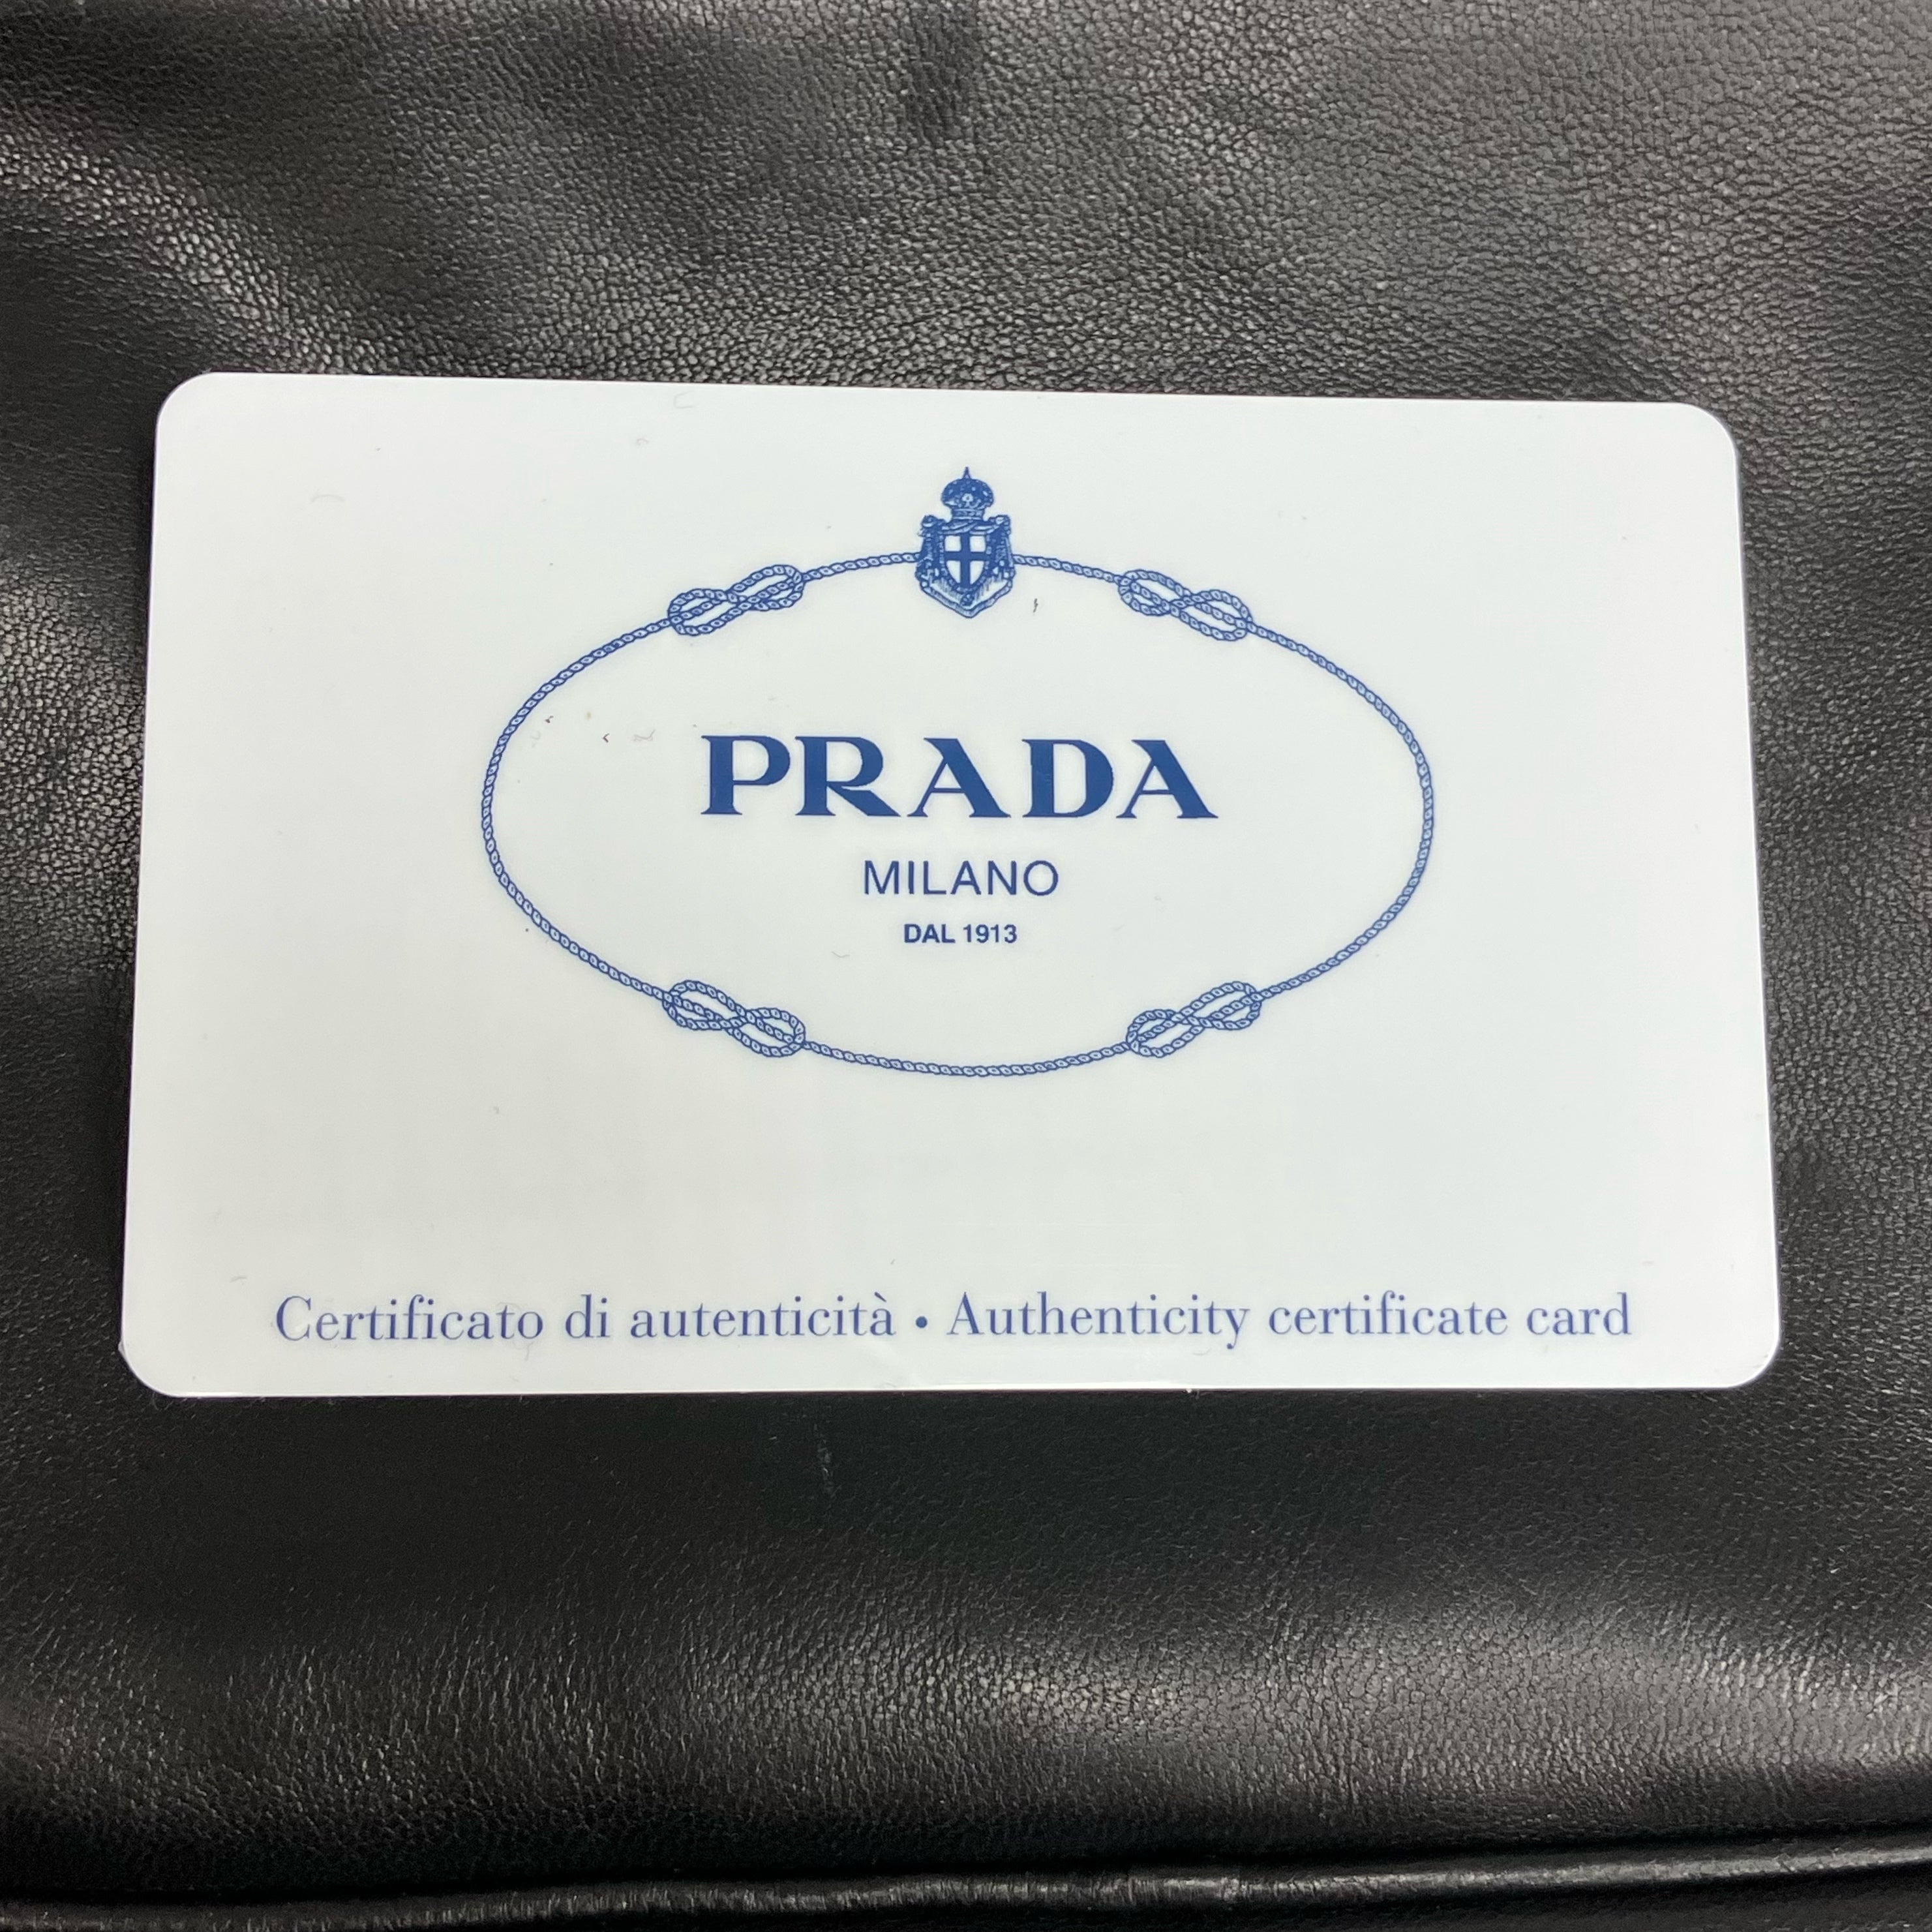 PRADA
MILANO
DAL 1913
Certificato di autenticità • Authenticity certificate card